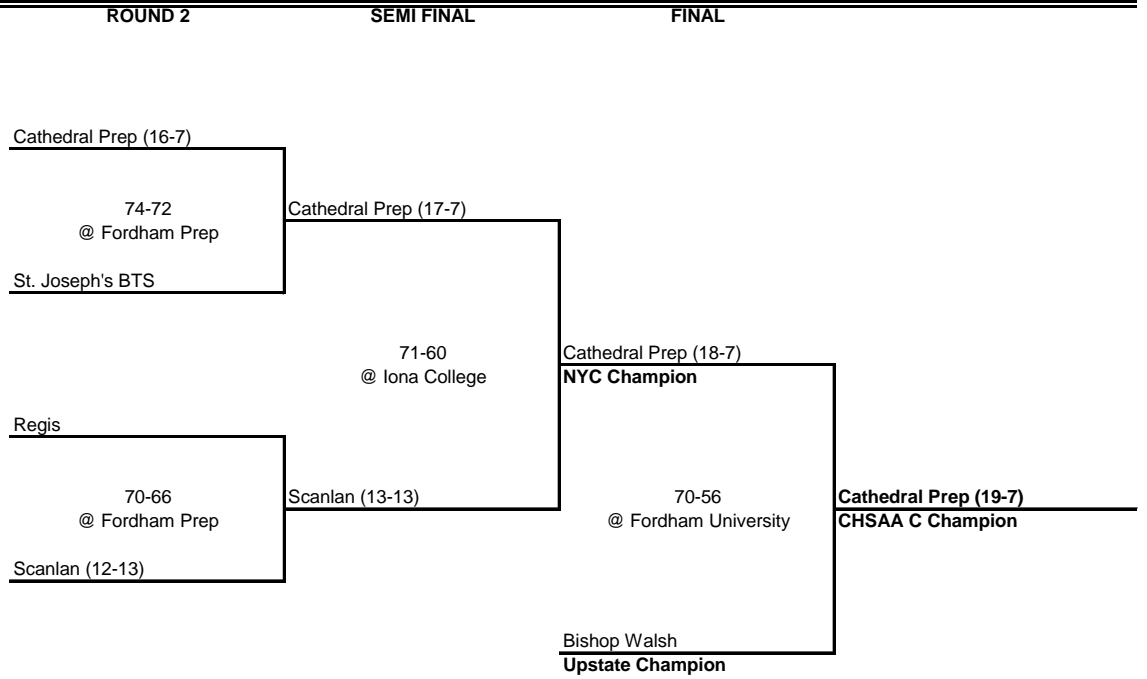 ROUND 2
SEMI FINAL
FINAL
Cathedral Prep (16-7)
74-72
@ Fordham Prep
St. Joseph's BTS
Cathedral Prep (17-7)
71-60
@ Iona College
Regis
70-66
@ Fordham Prep
Scanlan (12-13)
Scanlan (13-13)
Cathedral Prep (18-7)
NYC Champion
70-56
@ Fordham University
Bishop Walsh
Upstate Champion
Cathedral Prep (19-7)
CHSAA C Champion